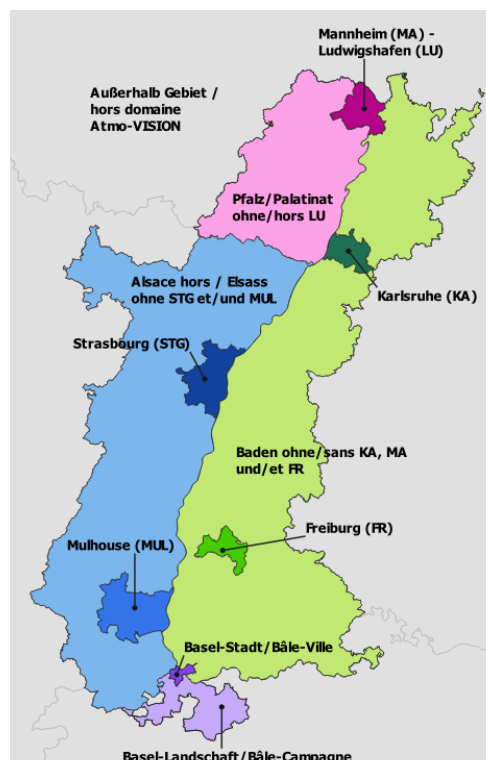 Mannheim (MA) -
Ludwigshafen (LU)
Außerhalb Gebiet /
hors domaine
Atmo-VISION
Pfalz/Palatinat
ohne/hors LU
Alsace hors / Elsass
ohne STG et/und MUL
Karlsruhe (KA)
Strasbourg (STG)
Baden ohne/sans KA, MA
und/et FR
Freiburg (FR)
Mulhouse (MUL)
Basel-Stadt/Bâle-Ville
Basel-Landschaft/Bâle-Campagne